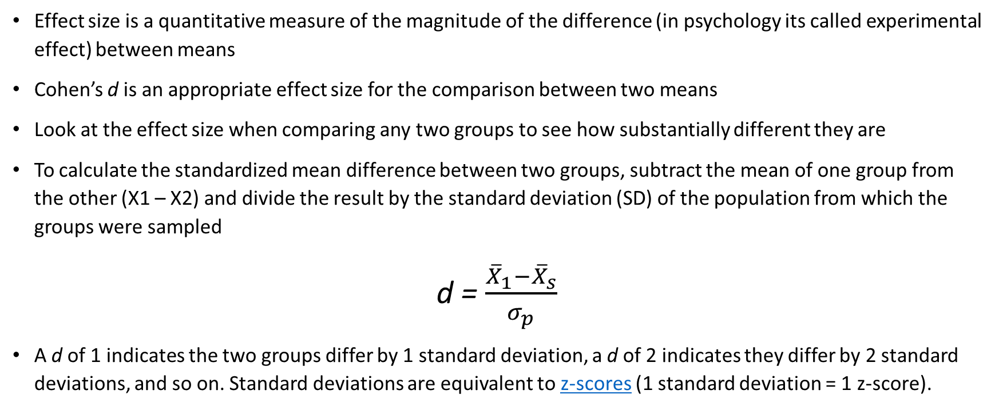 • Effect size is a quantitative measure of the magnitude of the difference (in psychology its called experimental
effect) between means
• Cohen’s d is an appropriate effect size for the comparison between two means
• Look at the effect size when comparing any two groups to see how substantially different they are
• To calculate the standardized mean difference between two groups, subtract the mean of one group from
the other (X1 – X2) and divide the result by the standard deviation (SD) of the population from which the
groups were sampled
d = (X̄₁−X̄ₛ)/σₚ
• A d of 1 indicates the two groups differ by 1 standard deviation, a d of 2 indicates they differ by 2 standard
deviations, and so on. Standard deviations are equivalent to z-scores (1 standard deviation = 1 z-score).